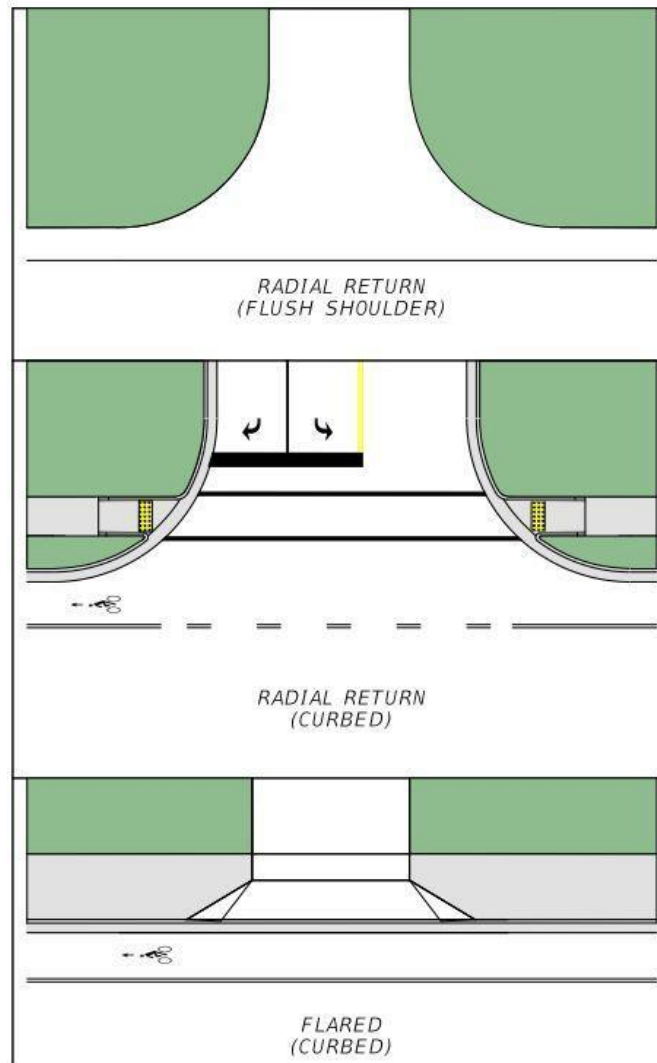 RADIAL RETURN
(FLUSH SHOULDER)
RADIAL RETURN
(CURBED)
FLARED
(CURBED)